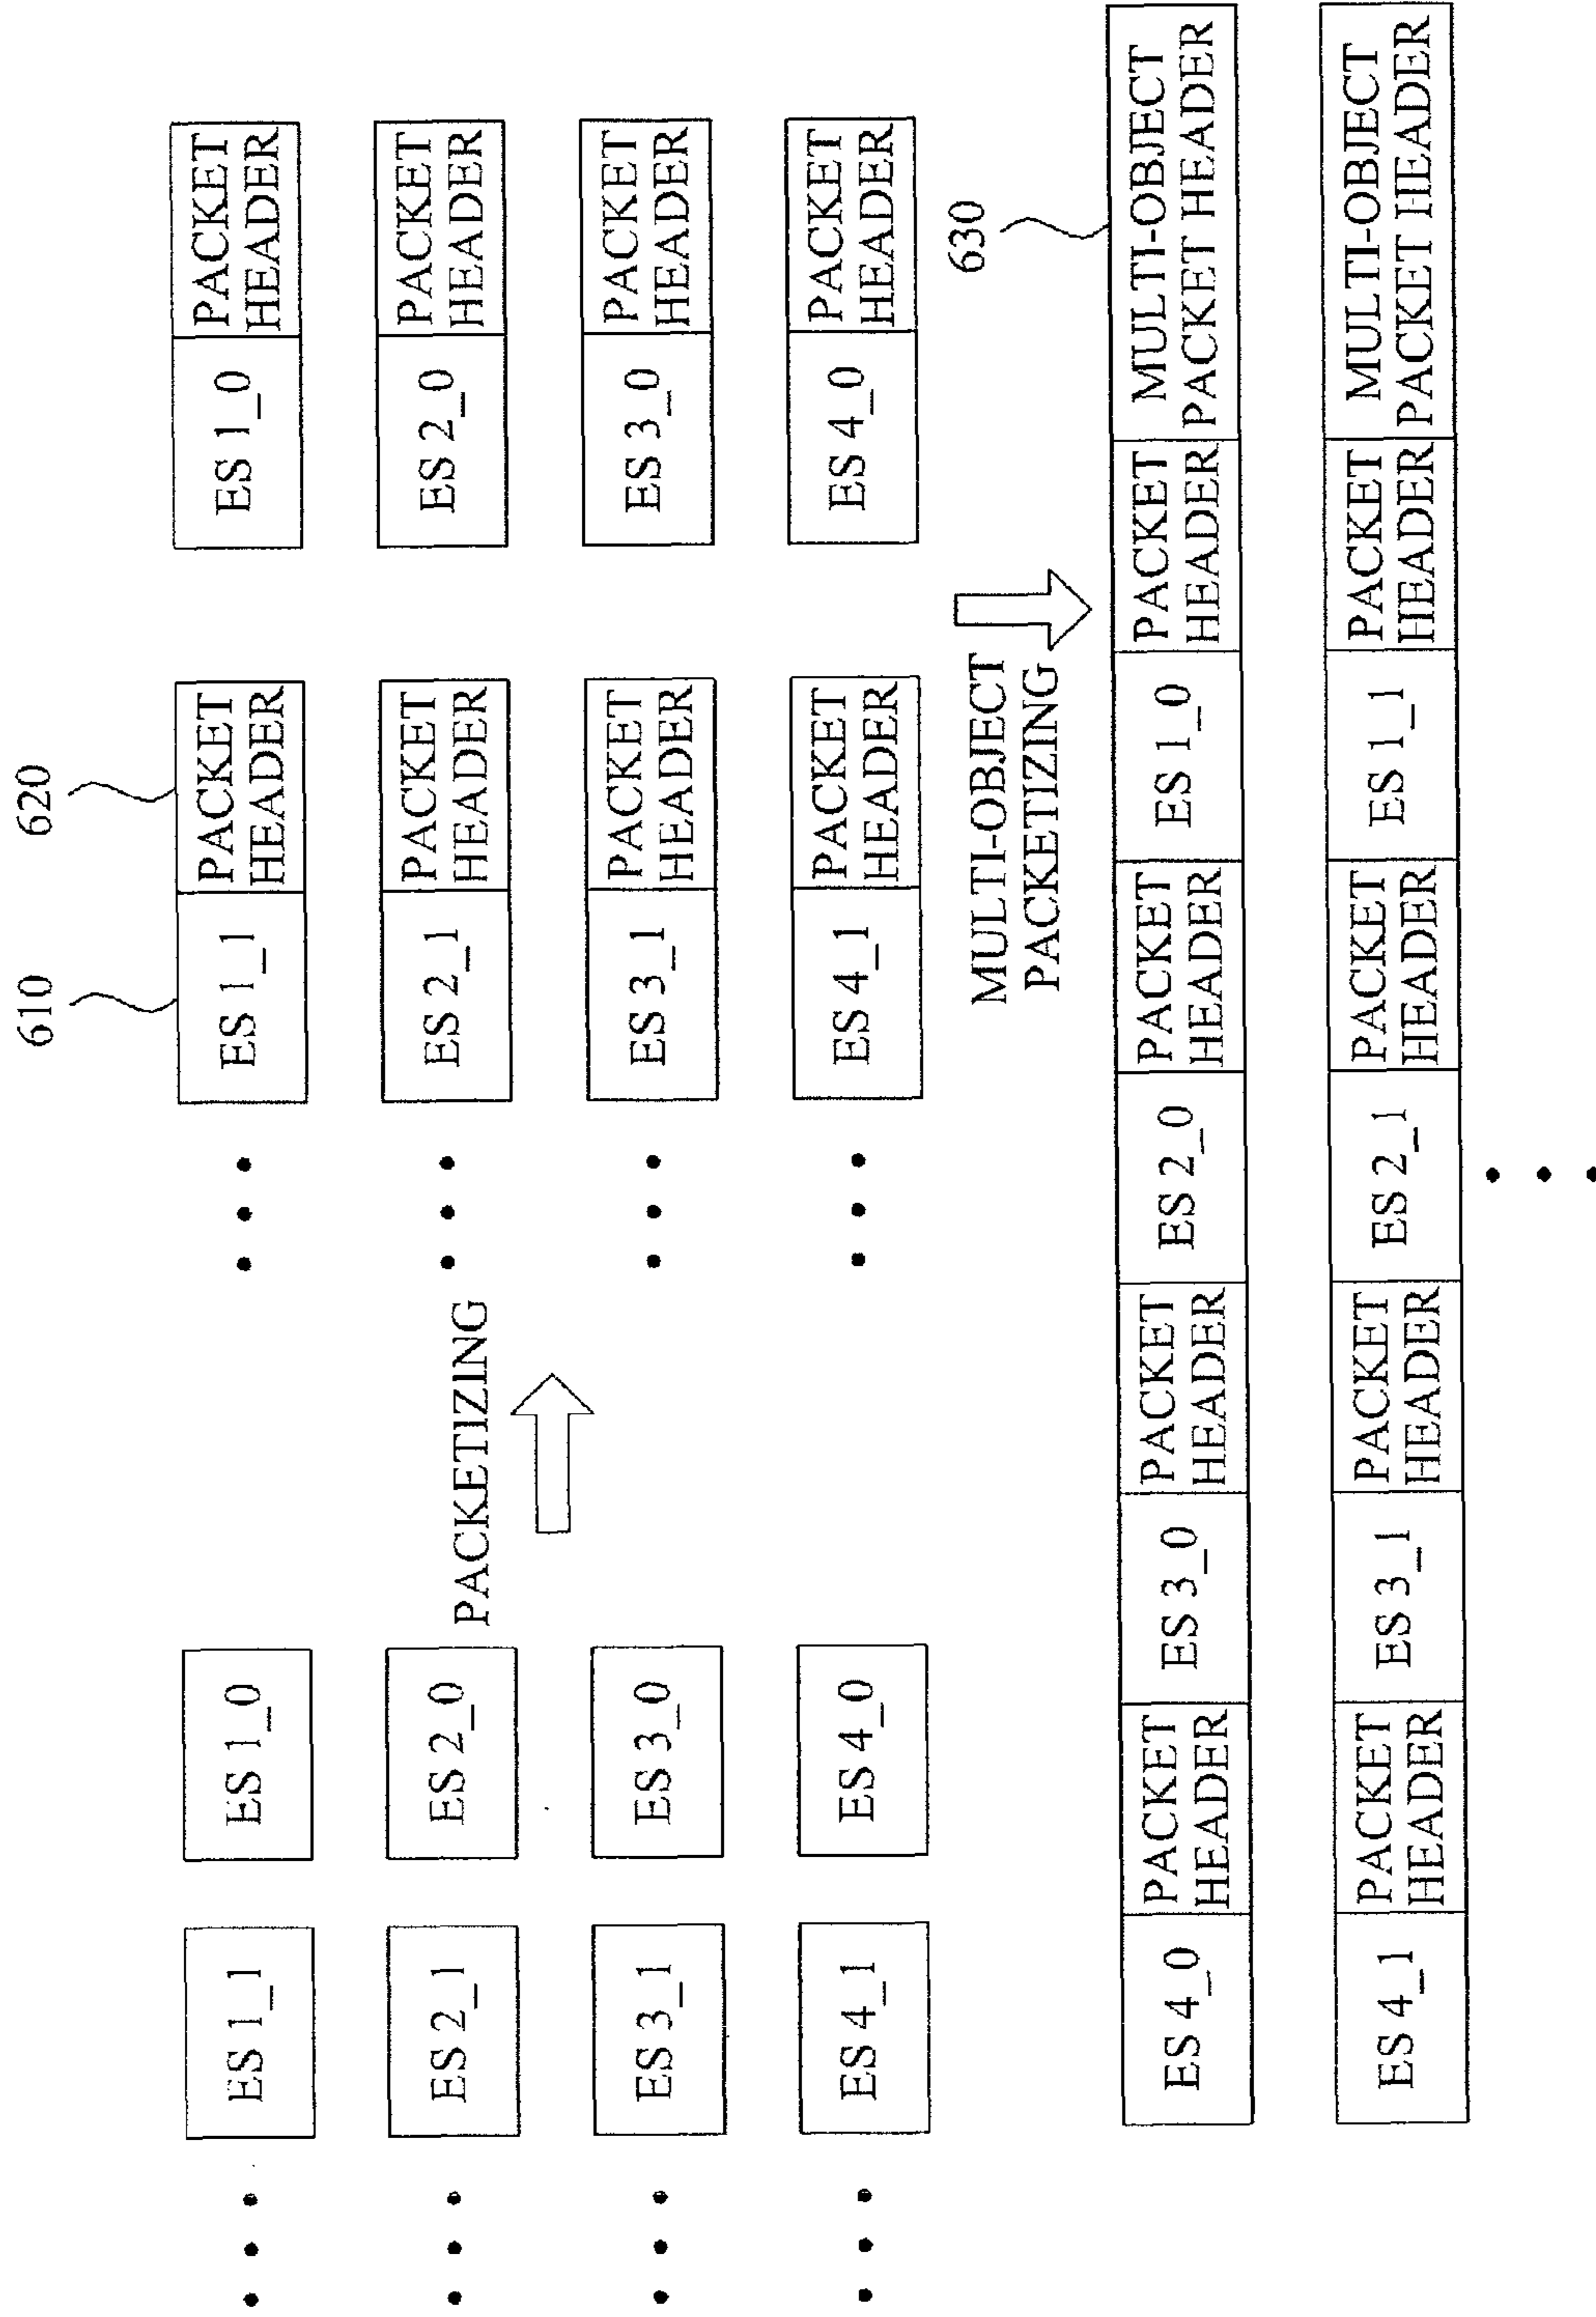 610
620
ES 1_1
ES 1_0
ES 1_1
PACKET
HEADER
ES 1_0
PACKET
HEADER
ES 2_1
ES 2_0
PACKETIZING
ES 2_1
PACKET
HEADER
ES 2_0
PACKET
HEADER
ES 3_1
ES 3_0
ES 3_1
PACKET
HEADER
ES 3_0
PACKET
HEADER
ES 4_1
ES 4_0
ES 4_1
PACKET
HEADER
ES 4_0
PACKET
HEADER
MULTI-OBJECT
PACKETIZING
630
ES 4_0
PACKET
HEADER
ES 3_0
PACKET
HEADER
ES 2_0
PACKET
HEADER
ES 1_0
PACKET
HEADER
MULTI-OBJECT
PACKET HEADER
ES 4_1
PACKET
HEADER
ES 3_1
PACKET
HEADER
ES 2_1
PACKET
HEADER
ES 1_1
PACKET
HEADER
MULTI-OBJECT
PACKET HEADER